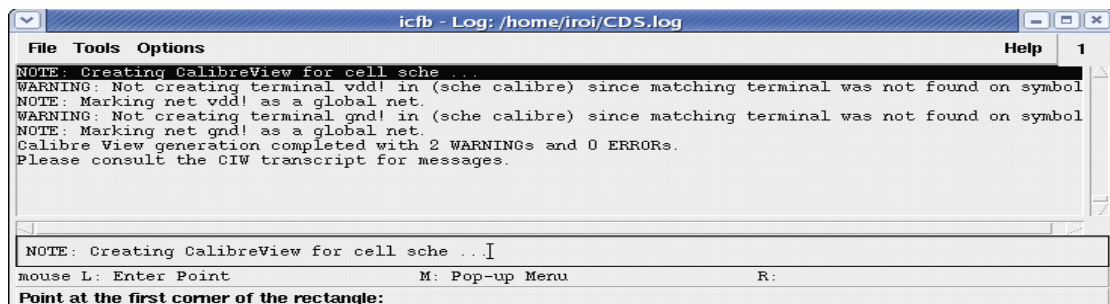 icfb - Log: /home/iroi/CDS.log
File Tools Options Help 1
NOTE: Creating CalibreView for cell sche ...
WARNING: Not creating terminal vdd! in (sche calibre) since matching terminal was not found on symbol
NOTE: Marking net vdd! as a global net.
WARNING: Not creating terminal gnd! in (sche calibre) since matching terminal was not found on symbol
NOTE: Marking net gnd! as a global net.
Calibre View generation completed with 2 WARNINGs and 0 ERRORs.
Please consult the CIW transcript for messages.
NOTE: Creating CalibreView for cell sche ...
mouse L: Enter Point M: Pop-up Menu R:
Point at the first corner of the rectangle: